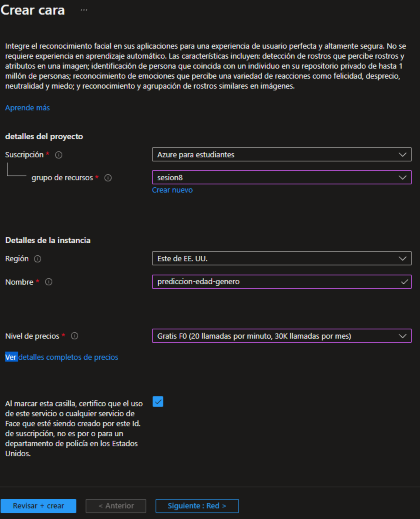 Crear cara ...
Integre el reconocimiento facial en sus aplicaciones para una experiencia de usuario perfecta y altamente segura. No se
requiere experiencia en aprendizaje automático. Las características incluyen: detección de rostros que percibe rostros y
atributos en una imagen; identificación de persona que coincida con un individuo en su repositorio privado de hasta 1
millón de personas; reconocimiento de emociones que percibe una variedad de reacciones como felicidad, desprecio,
neutralidad y miedo; y reconocimiento y agrupación de rostros similares en imágenes.
Aprende más
detalles del proyecto
Suscripción *
Azure para estudiantes
grupo de recursos *
sesion8
Crear nuevo
Detalles de la instancia
Región
Este de EE. UU.
Nombre *
prediccion-edad-genero
Nivel de precios *
Gratis F0 (20 llamadas por minuto, 30K llamadas por mes)
Ver detalles completos de precios
Al marcar esta casilla, certifico que el uso
de este servicio o cualquier servicio de
Face que esté siendo creado por este Id.
de suscripción, no es por o para un
departamento de policía en los Estados
Unidos.
Revisar + crear
< Anterior
Siguiente : Red >